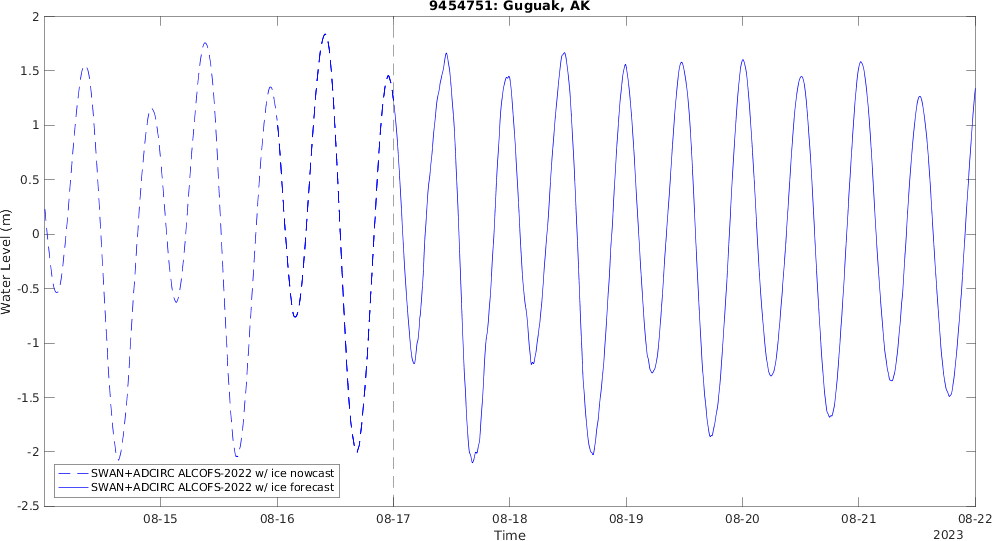 9454751: Guguak, AK
2
1.5
1
0.5
0
-0.5
-1
-1.5
-2
-2.5
Water Level (m)
SWAN+ADCIRC ALCOFS-2022 w/ ice nowcast
SWAN+ADCIRC ALCOFS-2022 w/ ice forecast
08-15 08-16 08-17 08-18 08-19 08-20 08-21 08-22
Time
2023